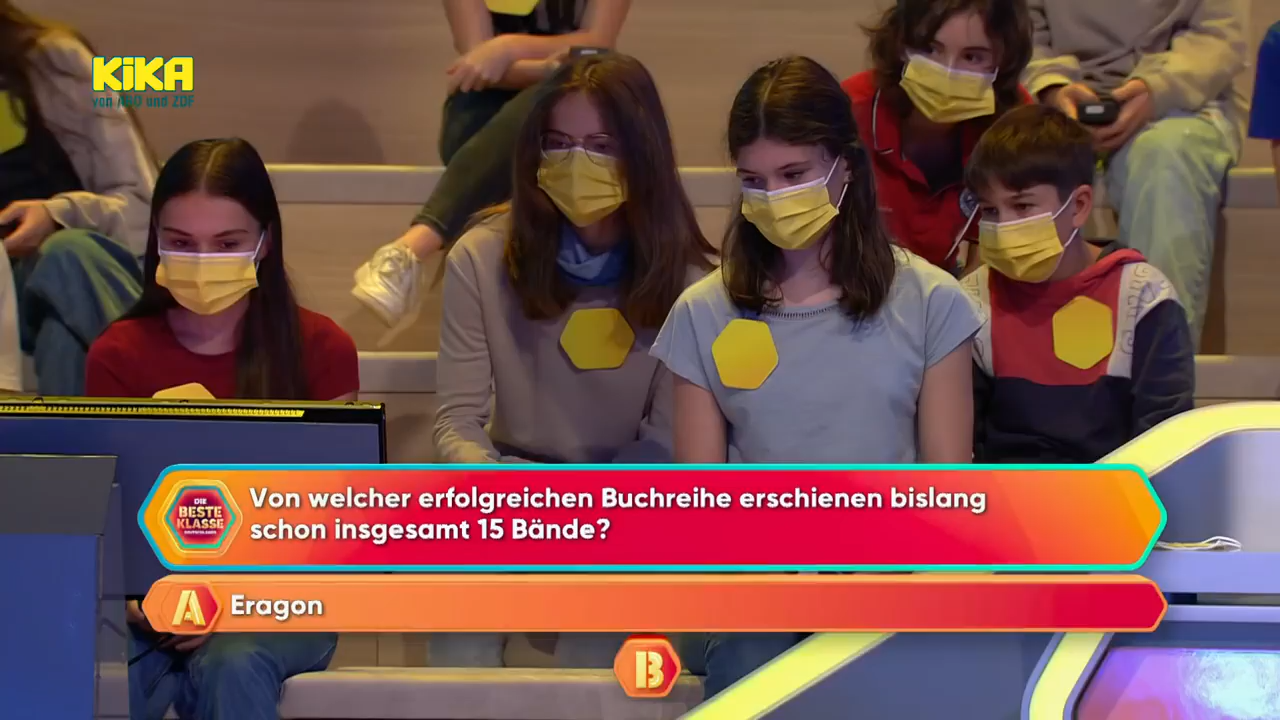 KiKA
von ARD und ZDF
DIE
BESTE
KLASSE
DEUTSCHLANDS
Von welcher erfolgreichen Buchreihe erschienen bislang
schon insgesamt 15 Bände?
A Eragon
B